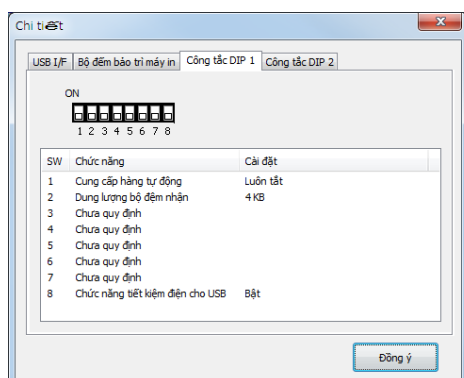 Chi tiết
USB I/F Bộ đếm bảo trì máy in Công tắc DIP 1 Công tắc DIP 2
ON
1 2 3 4 5 6 7 8
SW Chức năng Cài đặt
1 Cung cấp hàng tự động Luôn tắt
2 Dung lượng bộ đệm nhận 4 KB
3 Chưa quy định
4 Chưa quy định
5 Chưa quy định
6 Chưa quy định
7 Chưa quy định
8 Chức năng tiết kiệm điện cho USB Bật
Đồng ý